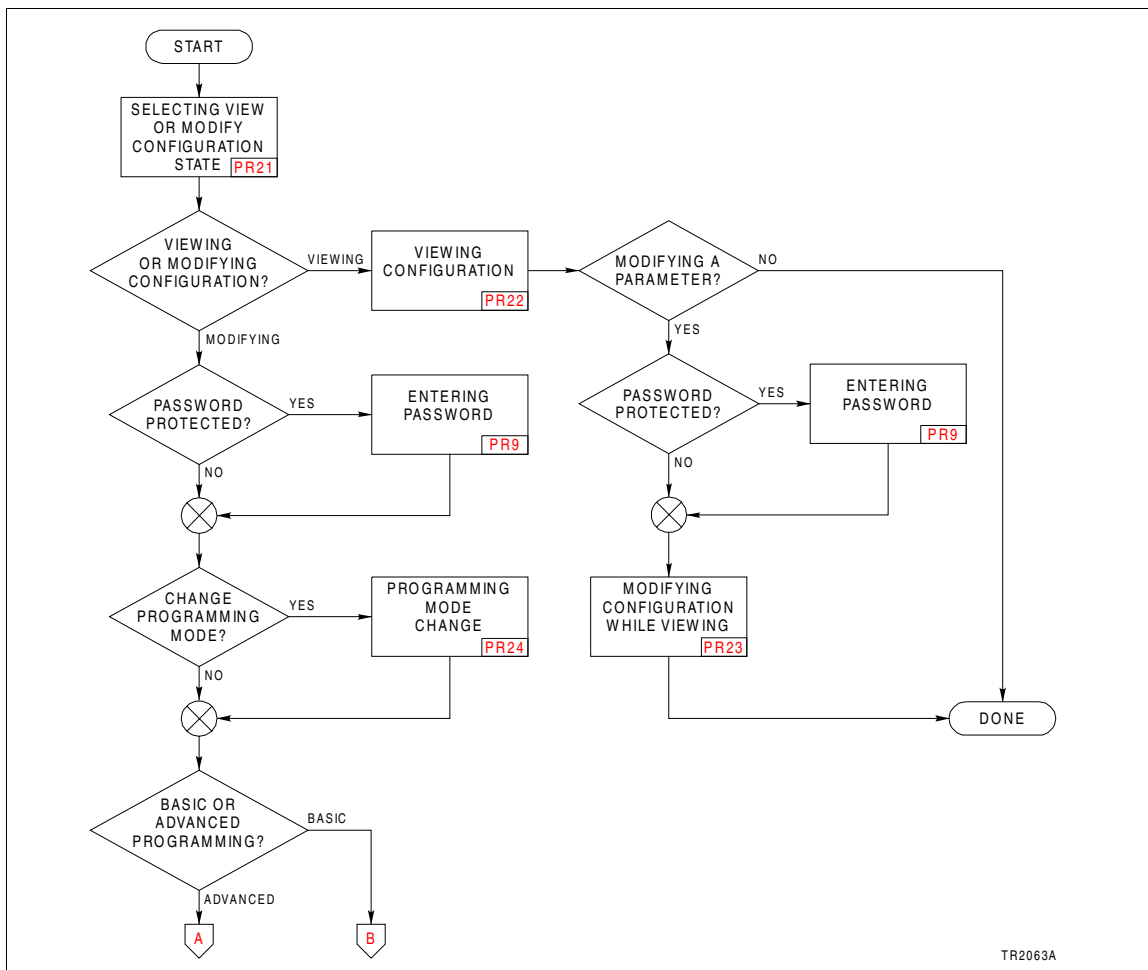 START
SELECTING VIEW
OR MODIFY
CONFIGURATION
STATE
PR21
VIEWING
OR MODIFYING
CONFIGURATION?
VIEWING
MODIFYING
VIEWING
CONFIGURATION
PR22
MODIFYING A
PARAMETER?
NO
YES
PASSWORD
PROTECTED?
YES
NO
ENTERING
PASSWORD
PR9
PASSWORD
PROTECTED?
YES
NO
ENTERING
PASSWORD
PR9
CHANGE
PROGRAMMING
MODE?
YES
NO
PROGRAMMING
MODE
CHANGE
PR24
MODIFYING
CONFIGURATION
WHILE VIEWING
PR23
DONE
BASIC OR
ADVANCED
PROGRAMMING?
BASIC
ADVANCED
A
B
TR2063A